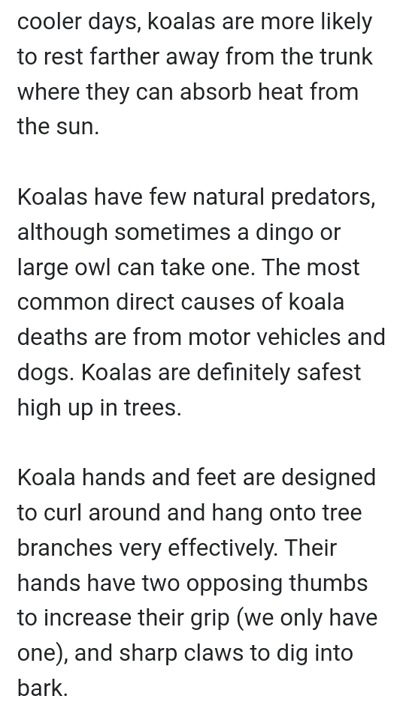 cooler days, koalas are more likely
to rest farther away from the trunk
where they can absorb heat from
the sun.
Koalas have few natural predators,
although sometimes a dingo or
large owl can take one. The most
common direct causes of koala
deaths are from motor vehicles and
dogs. Koalas are definitely safest
high up in trees.
Koala hands and feet are designed
to curl around and hang onto tree
branches very effectively. Their
hands have two opposing thumbs
to increase their grip (we only have
one), and sharp claws to dig into
bark.